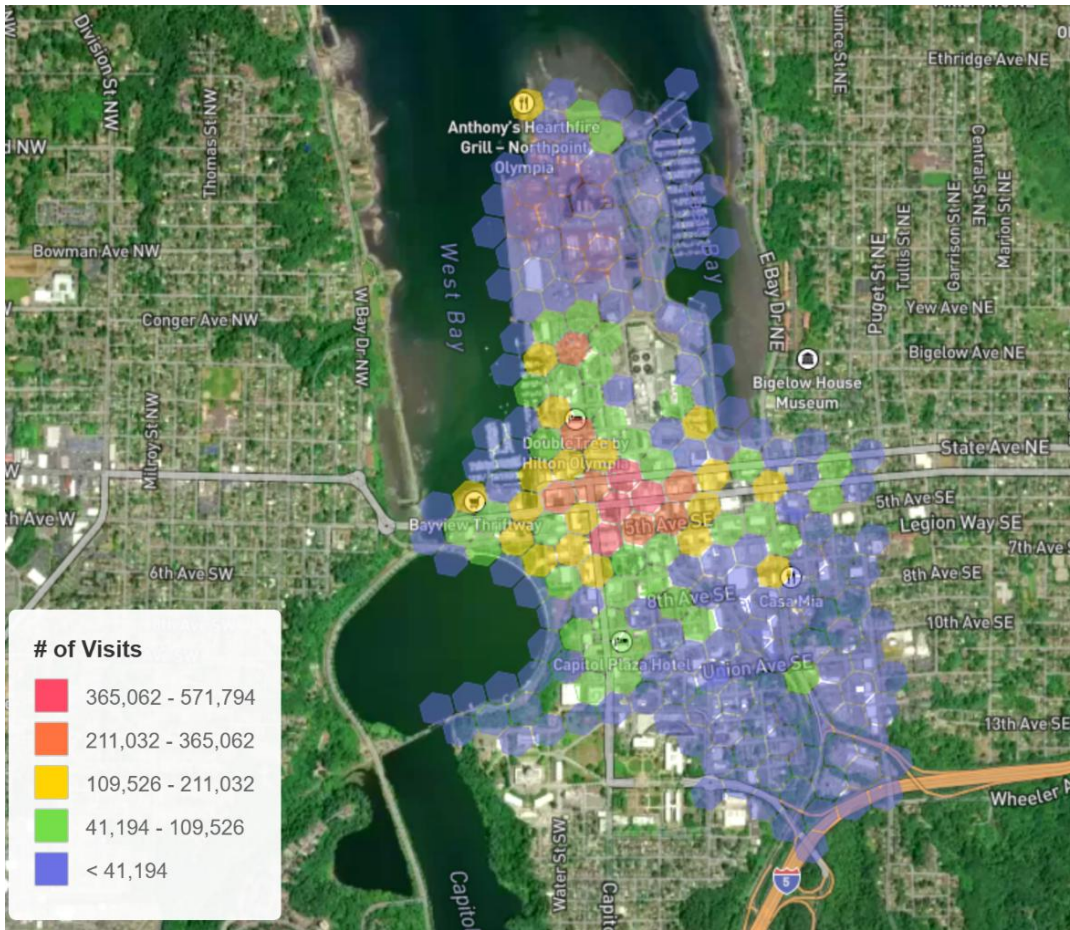 Division St NW
Thomas St NW
Ethridge Ave NE
Anthony's Hearthfire
Grill – Northpoint
Olympia
Central St NE
Marion St NE
Garrison St NE
Tullis St NE
Puget St NE
Bowman Ave NW
West Bay
Bay
E Bay Dr NE
W Bay Dr NW
Conger Ave NW
Yew Ave NE
Bigelow Ave NE
Bigelow House
Museum
Milroy St NW
DoubleTree by
Hilton Olympia
State Ave NE
Bayview Thriftway
5th Ave SE
5th Ave SE
Legion Way SE
7th Ave
6th Ave SW
8th Ave SE
8th Ave SE
Casa Mia
10th Ave SE
Capitol Plaza Hotel
Union Ave SE
13th Ave SE
Wheeler A
Water St SW
Capitol
Capito
5
# of Visits
365,062 - 571,794
211,032 - 365,062
109,526 - 211,032
41,194 - 109,526
< 41,194